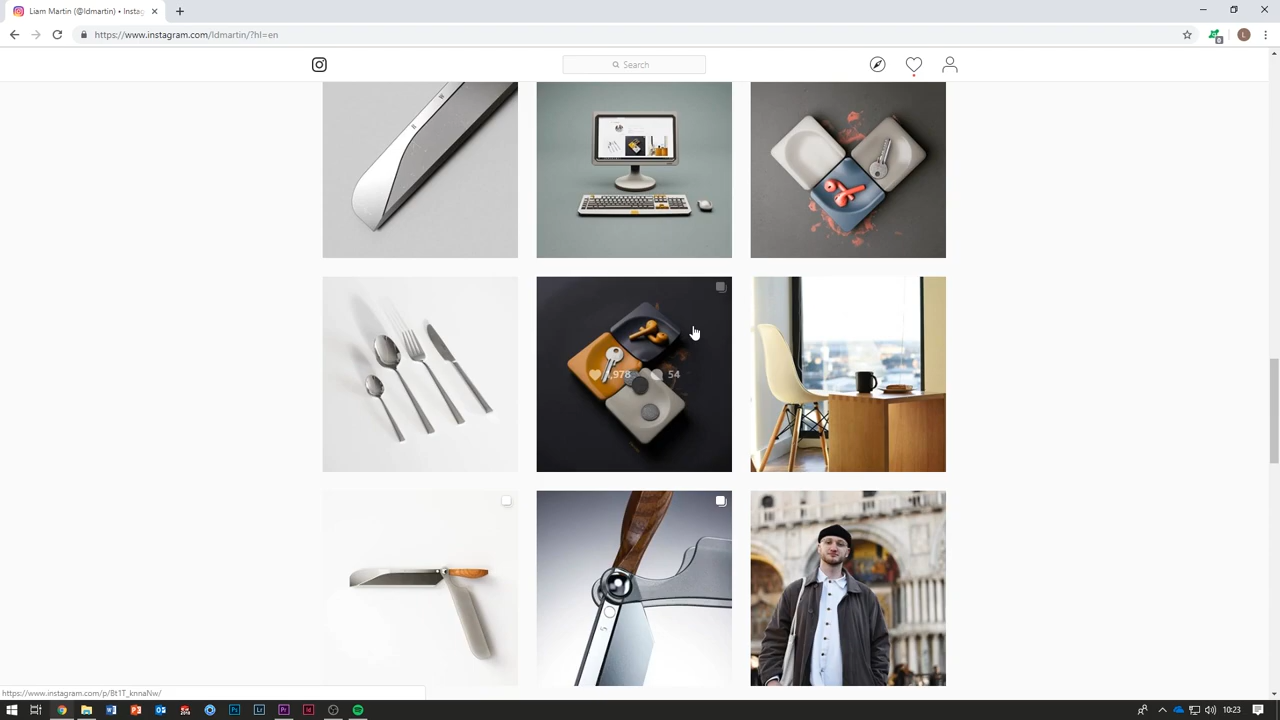 Liam Martin (@ldmartin) • Instag
https://www.instagram.com/ldmartin/?hl=en
Search
54
https://www.instagram.com/p/Bt1T_knnaNw/
10:23